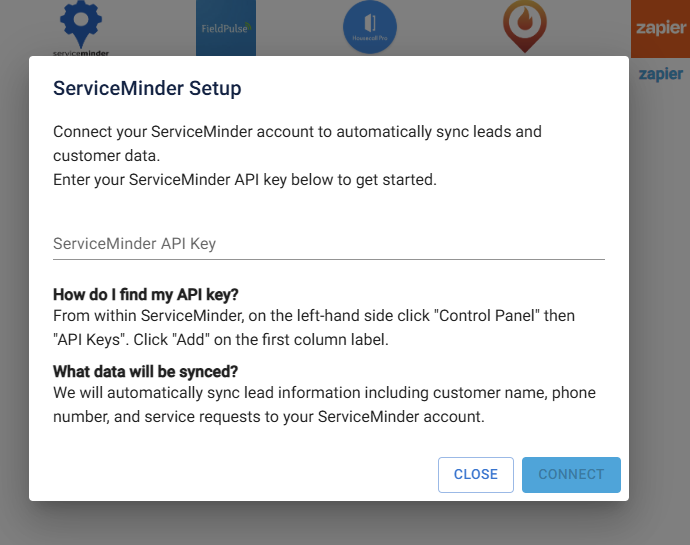 serviceminder
FieldPulse
Housecall Pro
zapier
zapier
ServiceMinder Setup
Connect your ServiceMinder account to automatically sync leads and
customer data.
Enter your ServiceMinder API key below to get started.
ServiceMinder API Key
How do I find my API key?
From within ServiceMinder, on the left-hand side click "Control Panel" then
"API Keys". Click "Add" on the first column label.
What data will be synced?
We will automatically sync lead information including customer name, phone
number, and service requests to your ServiceMinder account.
CLOSE
CONNECT